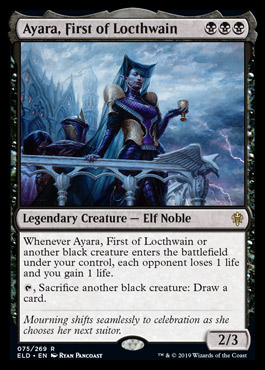 Ayara, First of Locthwain
Legendary Creature — Elf Noble
Whenever Ayara, First of Locthwain or
another black creature enters the battlefield
under your control, each opponent loses 1 life
and you gain 1 life.
, Sacrifice another black creature: Draw a
card.
Mourning shifts seamlessly to celebration as she
chooses her next suitor.
2/3
075/269 R
ELD • EN Ryan Pancoast
™ & © 2019 Wizards of the Coast